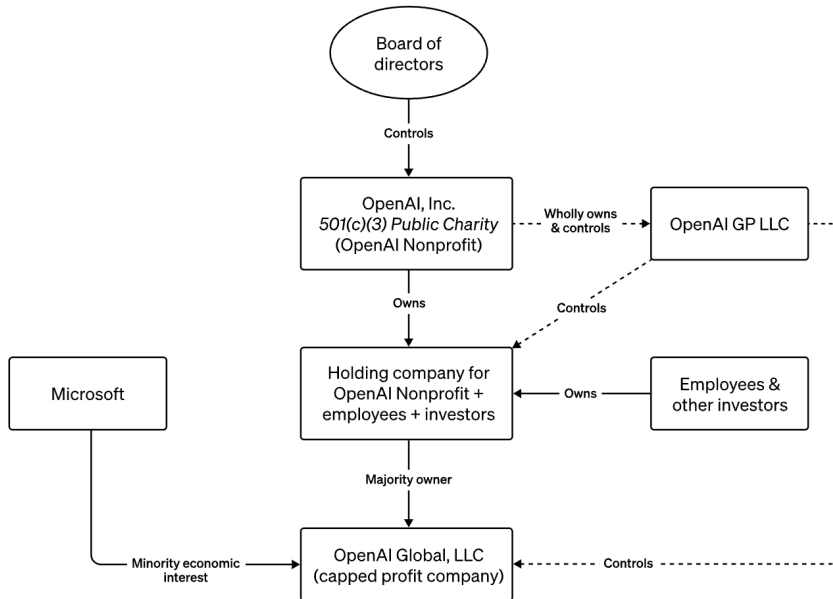 Board of
directors
Controls
OpenAI, Inc.
501(c)(3) Public Charity
(OpenAI Nonprofit)
Wholly owns
& controls
OpenAI GP LLC
Owns
Controls
Microsoft
Holding company for
OpenAI Nonprofit +
employees + investors
Owns
Employees &
other investors
Majority owner
Minority economic
interest
OpenAI Global, LLC
(capped profit company)
Controls